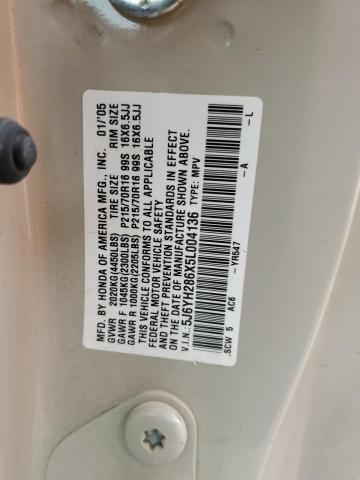 MFD. BY HONDA OF AMERICA MFG., INC. 01/'05
GVWR 2020KG(4450LBS) TIRE SIZE RIM SIZE
GAWR F 1045KG(2300LBS) P215/70R16 99S 16X6.5JJ
GAWR R 1000KG(2205LBS) P215/70R16 99S 16X6.5JJ
THIS VEHICLE CONFORMS TO ALL APPLICABLE
FEDERAL MOTOR VEHICLE SAFETY
AND THEFT PREVENTION STANDARDS IN EFFECT
ON THE DATE OF MANUFACTURE SHOWN ABOVE.
V.I.N.:5J6YH286X5L004136 TYPE: MPV
SCW 5 AC6 -YR547 -A -L